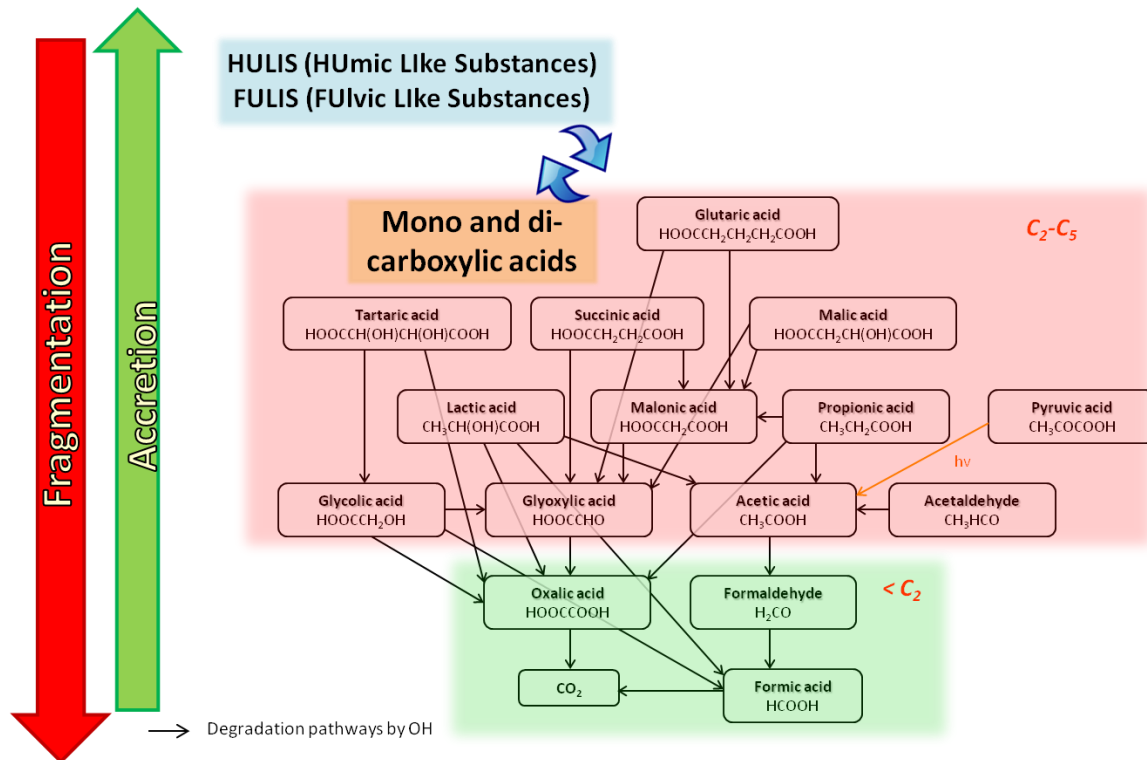 HULIS (HUmic LIke Substances)
FULIS (FUlvic LIke Substances)
Fragmentation
Accretion
Mono and di-
carboxylic acids
Glutaric acid
HOOCCH₂CH₂CH₂COOH
C₂-C₅
Tartaric acid
HOOCCH(OH)CH(OH)COOH
Succinic acid
HOOCCH₂CH₂COOH
Malic acid
HOOCCH₂CH(OH)COOH
Lactic acid
CH₃CH(OH)COOH
Malonic acid
HOOCCH₂COOH
Propionic acid
CH₃CH₂COOH
Pyruvic acid
CH₃COCOOH
hν
Glycolic acid
HOOCCH₂OH
Glyoxylic acid
HOOCCHO
Acetic acid
CH₃COOH
Acetaldehyde
CH₃HCO
Oxalic acid
HOOCCOOH
Formaldehyde
H₂CO
< C₂
CO₂
Formic acid
HCOOH
Degradation pathways by OH